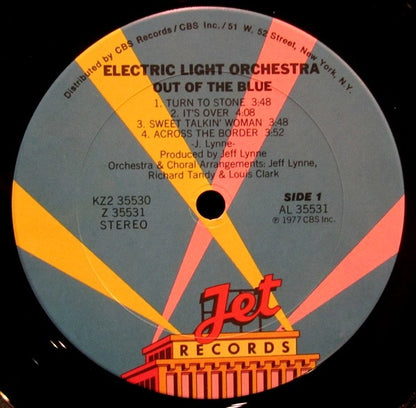 Distributed by CBS Records/CBS Inc./51 W. 52 Street, New York, N.Y.
ELECTRIC LIGHT ORCHESTRA
OUT OF THE BLUE
1. TURN TO STONE 3:48
2. IT'S OVER 4:08
3. SWEET TALKIN' WOMAN 3:48
4. ACROSS THE BORDER 3:52
J. Lynne-
Produced by Jeff Lynne
Orchestra & Choral Arrangements: Jeff Lynne,
Richard Tandy & Louis Clark
KZ2 35530
Z 35531
STEREO
SIDE 1
AL 35531
℗ 1977 CBS Inc.
Jet
RECORDS